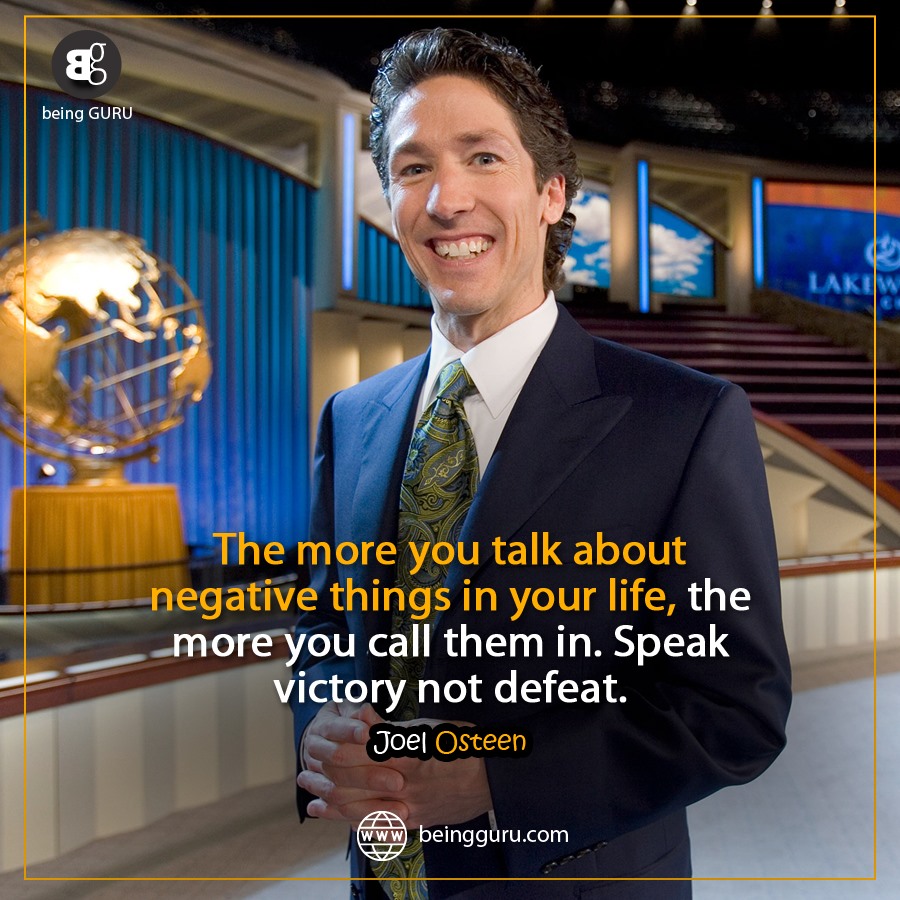 Bg
being GURU
LAKEW
The more you talk about
negative things in your life, the
more you call them in. Speak
victory not defeat.
Joel Osteen
www beingguru.com